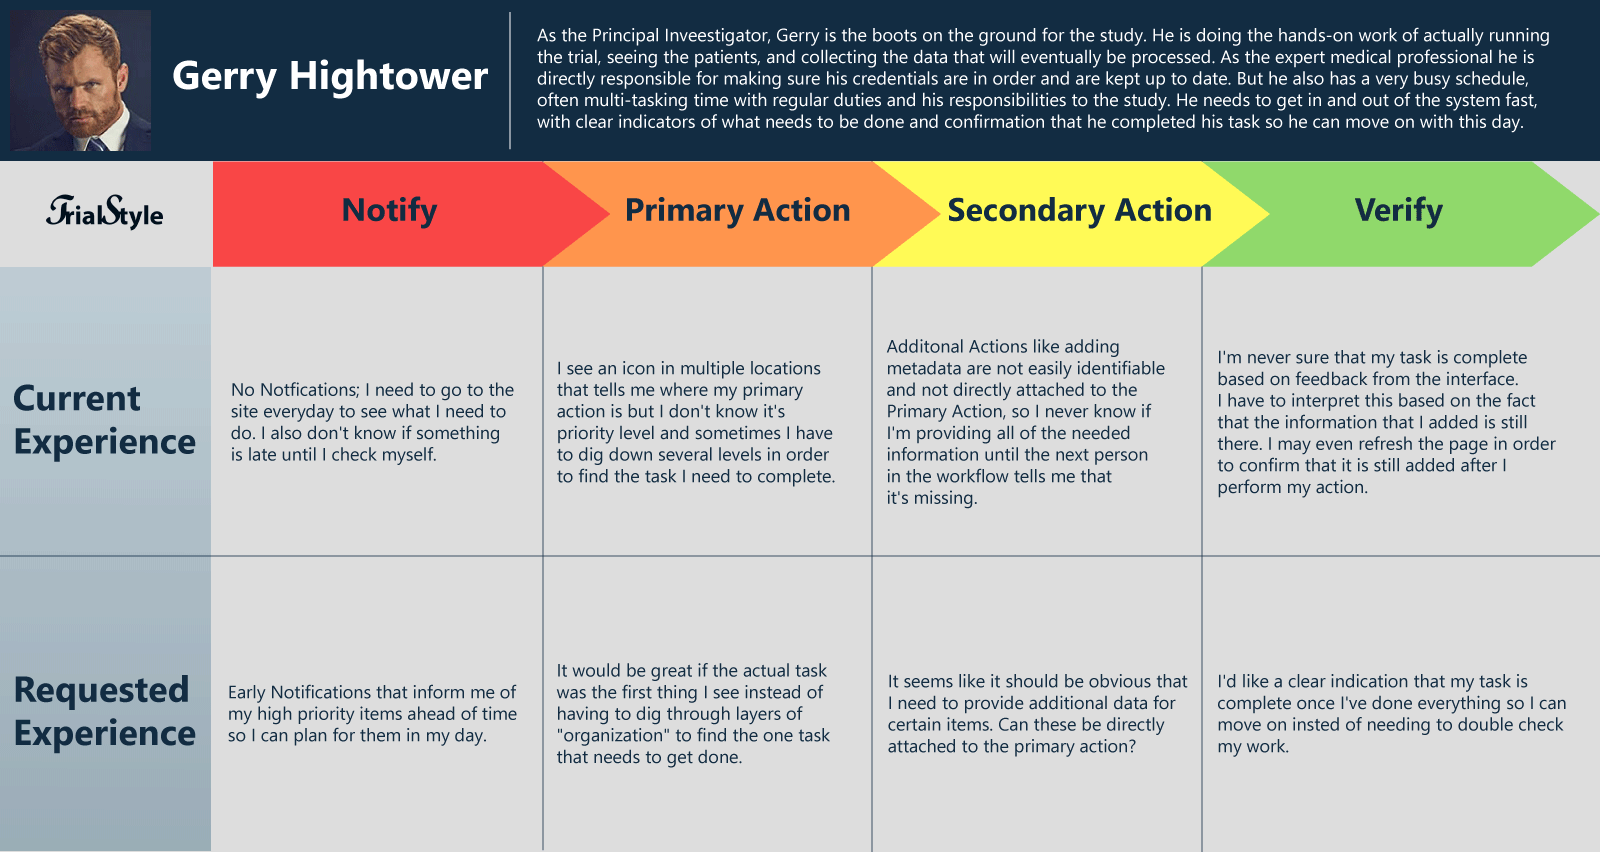 Gerry Hightower
As the Principal Inveestigator, Gerry is the boots on the ground for the study. He is doing the hands-on work of actually running
the trial, seeing the patients, and collecting the data that will eventually be processed. As the expert medical professional he is
directly responsible for making sure his credentials are in order and are kept up to date. But he also has a very busy schedule,
often multi-tasking time with regular duties and his responsibilities to the study. He needs to get in and out of the system fast,
with clear indicators of what needs to be done and confirmation that he completed his task so he can move on with this day.
TrialStyle
Notify
Primary Action
Secondary Action
Verify
Current
Experience
No Notfications; I need to go to the
site everyday to see what I need to
do. I also don't know if something
is late until I check myself.
I see an icon in multiple locations
that tells me where my primary
action is but I don't know it's
priority level and sometimes I have
to dig down several levels in order
to find the task I need to complete.
Additonal Actions like adding
metadata are not easily identifiable
and not directly attached to the
Primary Action, so I never know if
I'm providing all of the needed
information until the next person
in the workflow tells me that
it's missing.
I'm never sure that my task is complete
based on feedback from the interface.
I have to interpret this based on the fact
that the information that I added is still
there. I may even refresh the page in order
to confirm that it is still added after I
perform my action.
Requested
Experience
Early Notifications that inform me of
my high priority items ahead of time
so I can plan for them in my day.
It would be great if the actual task
was the first thing I see instead of
having to dig through layers of
"organization" to find the one task
that needs to get done.
It seems like it should be obvious that
I need to provide additional data for
certain items. Can these be directly
attached to the primary action?
I'd like a clear indication that my task is
complete once I've done everything so I can
move on insted of needing to double check
my work.